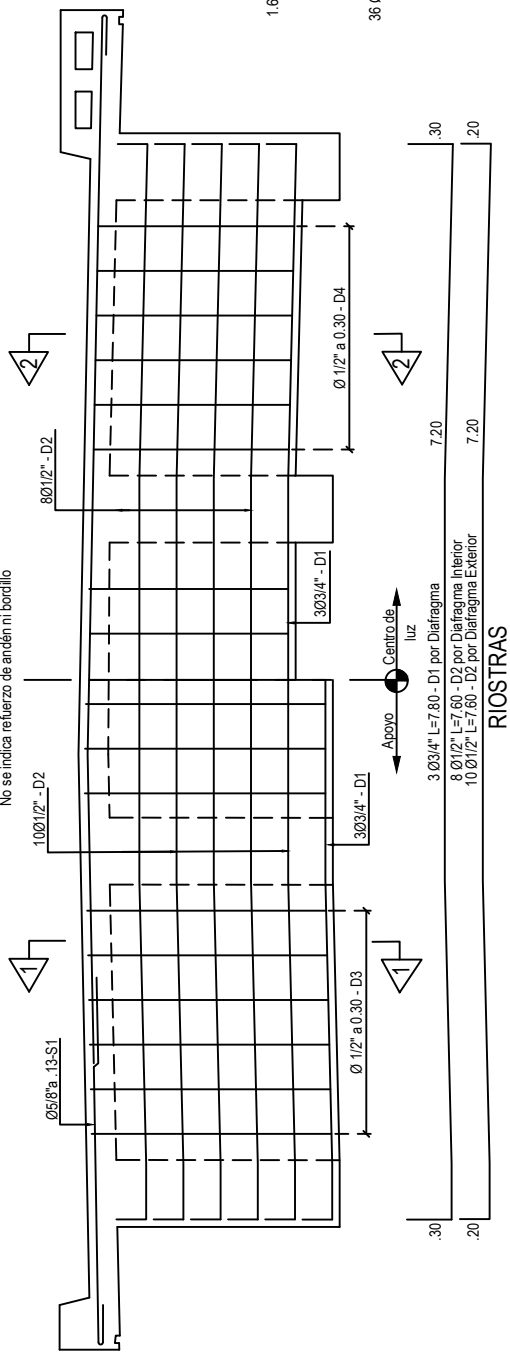 No se indica refuerzo de andén ni bordillo
Ø5/8"a .13-S1
10Ø1/2" - D2
8Ø1/2" - D2
1
2
3Ø3/4" - D1
3Ø3/4" - D1
Ø 1/2" a 0.30 - D3
Ø 1/2" a 0.30 - D4
1
2
Apoyo
Centro de
luz
.30
7.20
.30
3 Ø3/4" L=7.80 - D1 por Diafragma
8 Ø1/2" L=7.60 - D2 por Diafragma Interior
10 Ø1/2" L=7.60 - D2 por Diafragma Exterior
.20
7.20
.20
RIOSTRAS
1.6
36 Ø